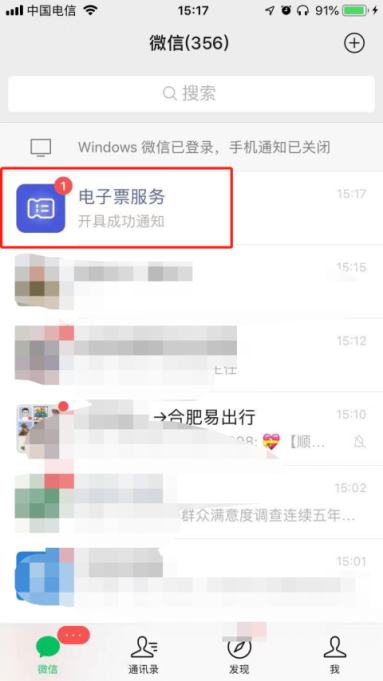 中国电信 15:17 91%
微信(356)
搜索
Windows 微信已登录，手机通知已关闭
1
电子票服务 15:17
开具成功通知
15:15
15:12
→合肥易出行 15:10
【顺...
15:02
群众满意度调查连续五年...
15:01
微信 通讯录 发现 我